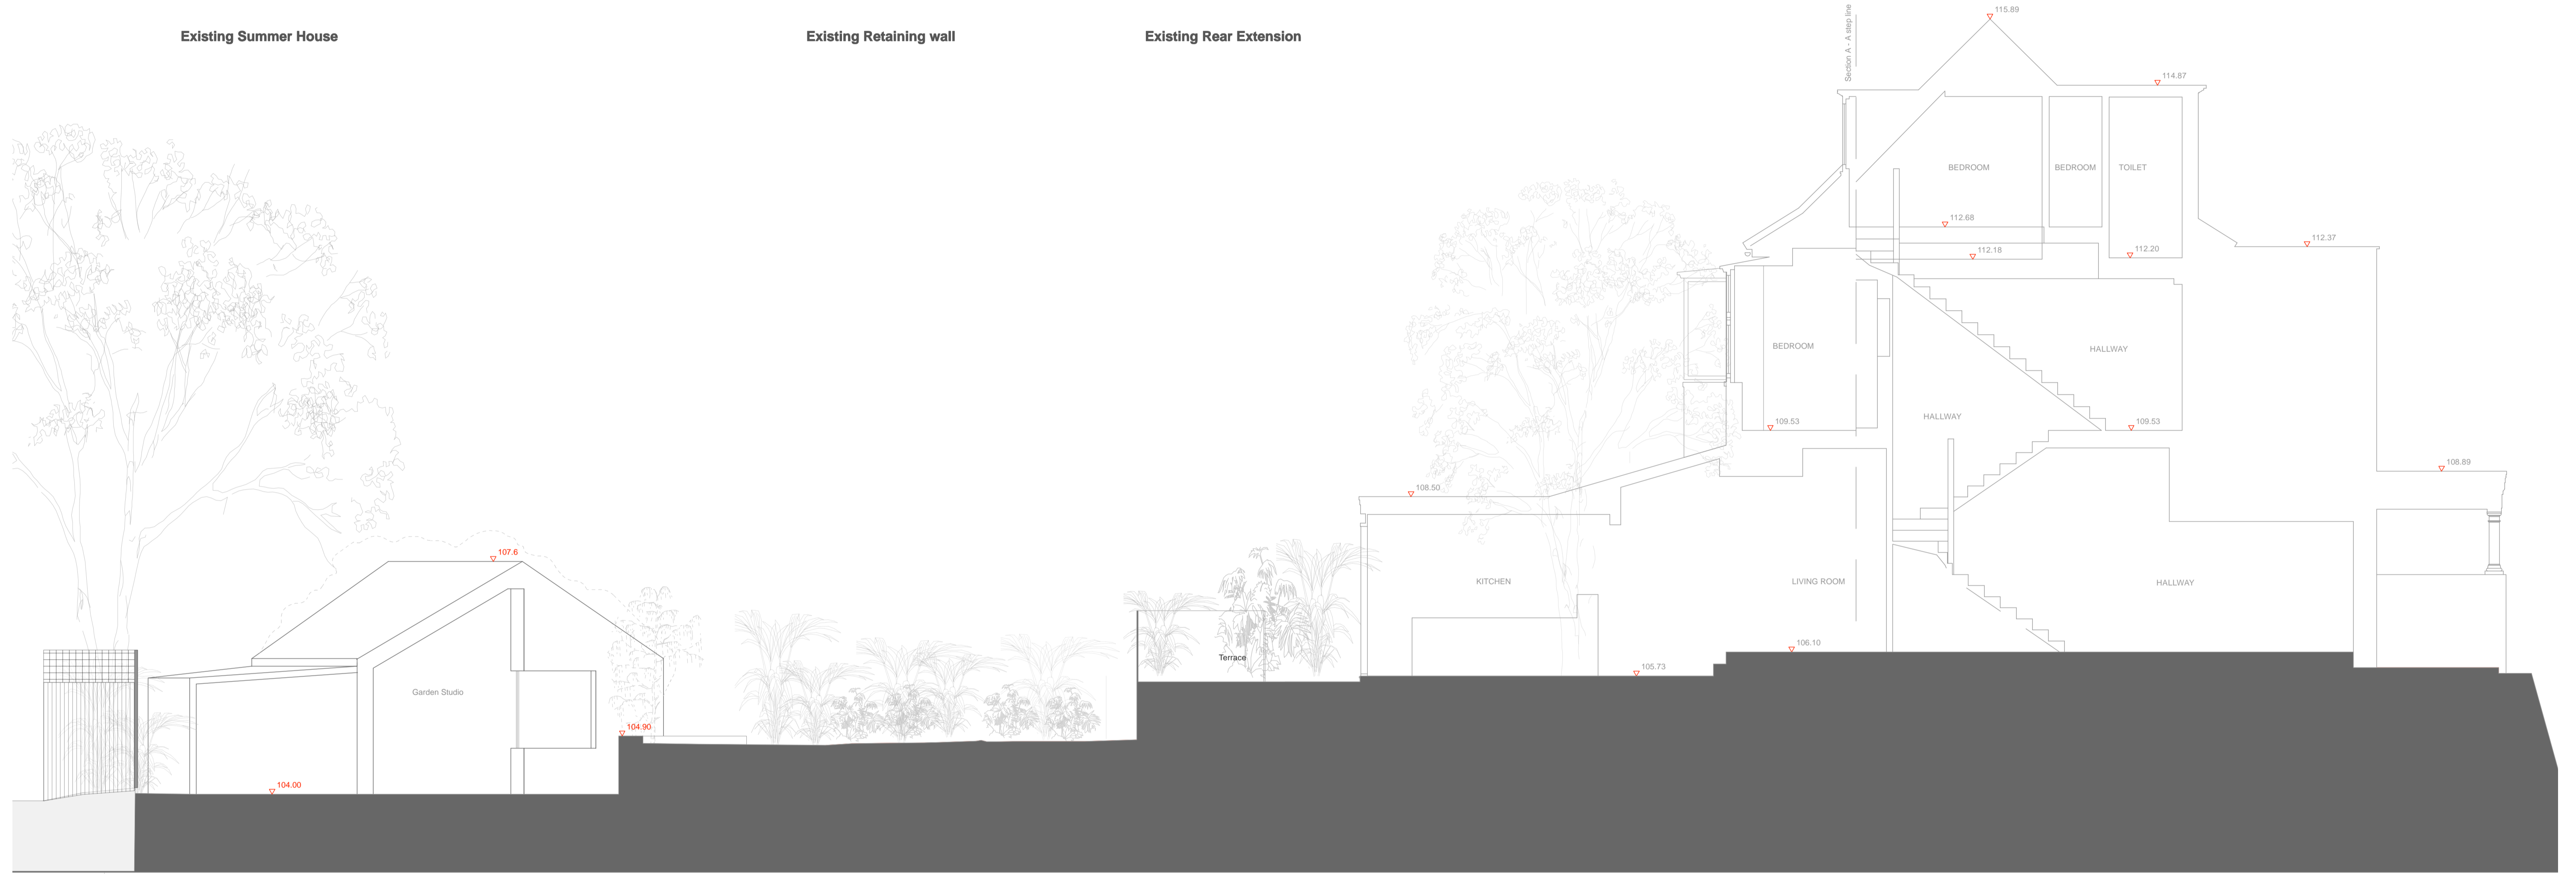 Existing Summer House
Existing Retaining wall
Existing Rear Extension
Section A - A step line
115.89
114.87
BEDROOM
BEDROOM
TOILET
112.68
112.37
112.18
112.20
BEDROOM
HALLWAY
HALLWAY
109.53
109.53
108.89
108.50
107.6
KITCHEN
LIVING ROOM
HALLWAY
106.10
Terrace
105.73
Garden Studio
104.90
104.00